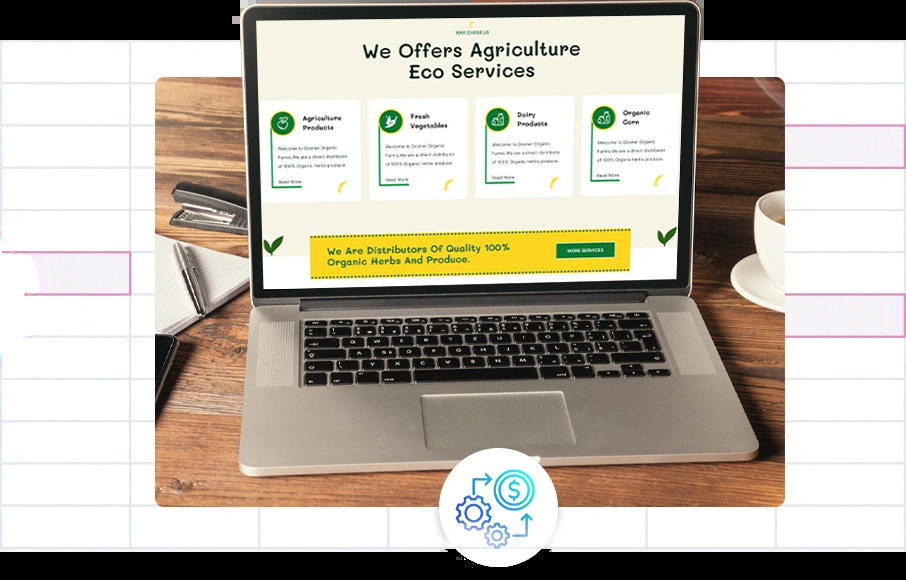 WHY CHOOSE US
We Offers Agriculture
Eco Services
Agriculture
Products
Welcome to Dooner Organic
Farms.We are a direct distributor
of 100% Organic herbs produce.
Read More
Fresh
Vegetables
Welcome to Dooner Organic
Farms.We are a direct distributor
of 100% Organic herbs produce.
Read More
Dairy
Products
Welcome to Dooner Organic
Farms.We are a direct distributor
of 100% Organic herbs produce.
Read More
Organic
Corn
Welcome to Dooner Organic
Farms.We are a direct distributor
of 100% Organic herbs produce.
Read More
We Are Distributors Of Quality 100%
Organic Herbs And Produce.
MORE SERVICES
$